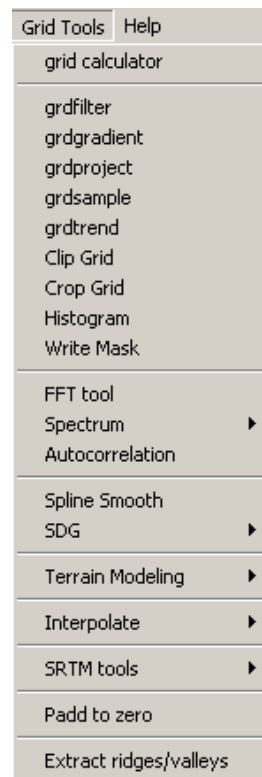 Grid Tools Help
grid calculator
grdfilter
grdgradient
grdproject
grdsample
grdtrend
Clip Grid
Crop Grid
Histogram
Write Mask
FFT tool
Spectrum
Autocorrelation
Spline Smooth
SDG
Terrain Modeling
Interpolate
SRTM tools
Padd to zero
Extract ridges/valleys